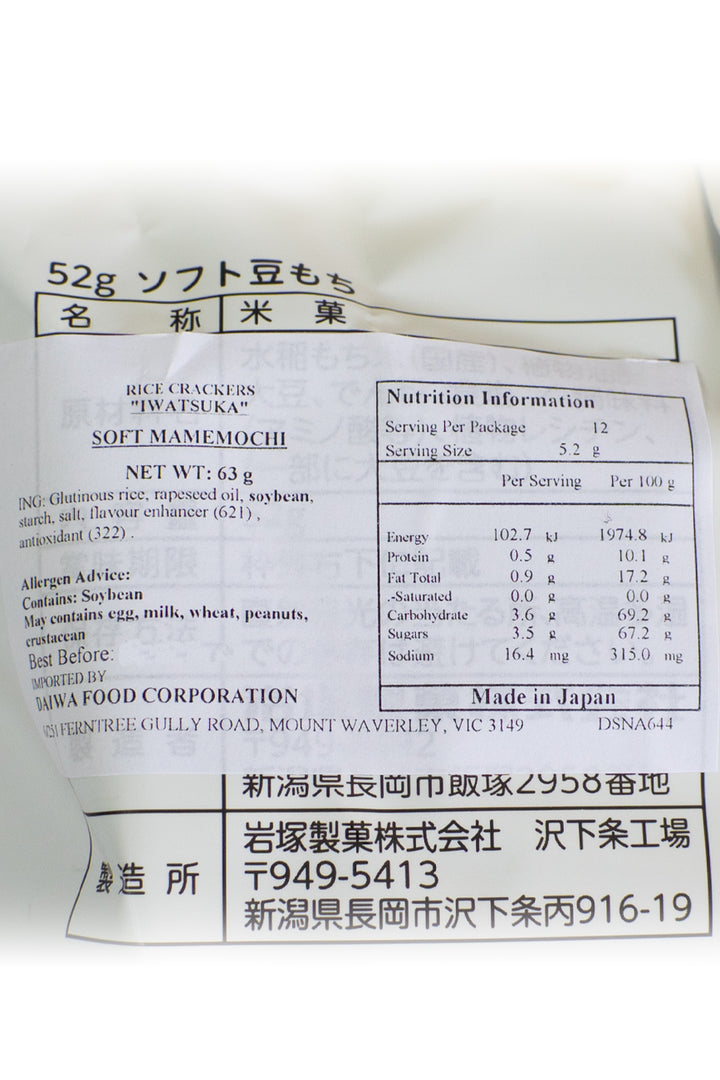 52g ソフト豆もち
名 称 米 菓
RICE CRACKERS
"IWATSUKA"
SOFT MAMEMOCHI
NET WT: 63 g
ING: Glutinous rice, rapeseed oil, soybean,
starch, salt, flavour enhancer (621) ,
antioxidant (322) .
Allergen Advice:
Contains: Soybean
May contains egg, milk, wheat, peanuts,
crustacean
Best Before:
IMPORTED BY
DAIWA FOOD CORPORATION
FERNTREE GULLY ROAD, MOUNT WAVERLEY, VIC 3149 DSNA644
Nutrition Information
Serving Per Package 12
Serving Size 5.2 g
Per Serving Per 100 g
Energy 102.7 kJ 1974.8 kJ
Protein 0.5 g 10.1 g
Fat Total 0.9 g 17.2 g
.-Saturated 0.0 g 0.0 g
Carbohydrate 3.6 g 69.2 g
Sugars 3.5 g 67.2 g
Sodium 16.4 mg 315.0 mg
Made in Japan
新潟県長岡市飯塚2958番地
製造所 岩塚製菓株式会社 沢下条工場
〒949-5413
新潟県長岡市沢下条丙916-19